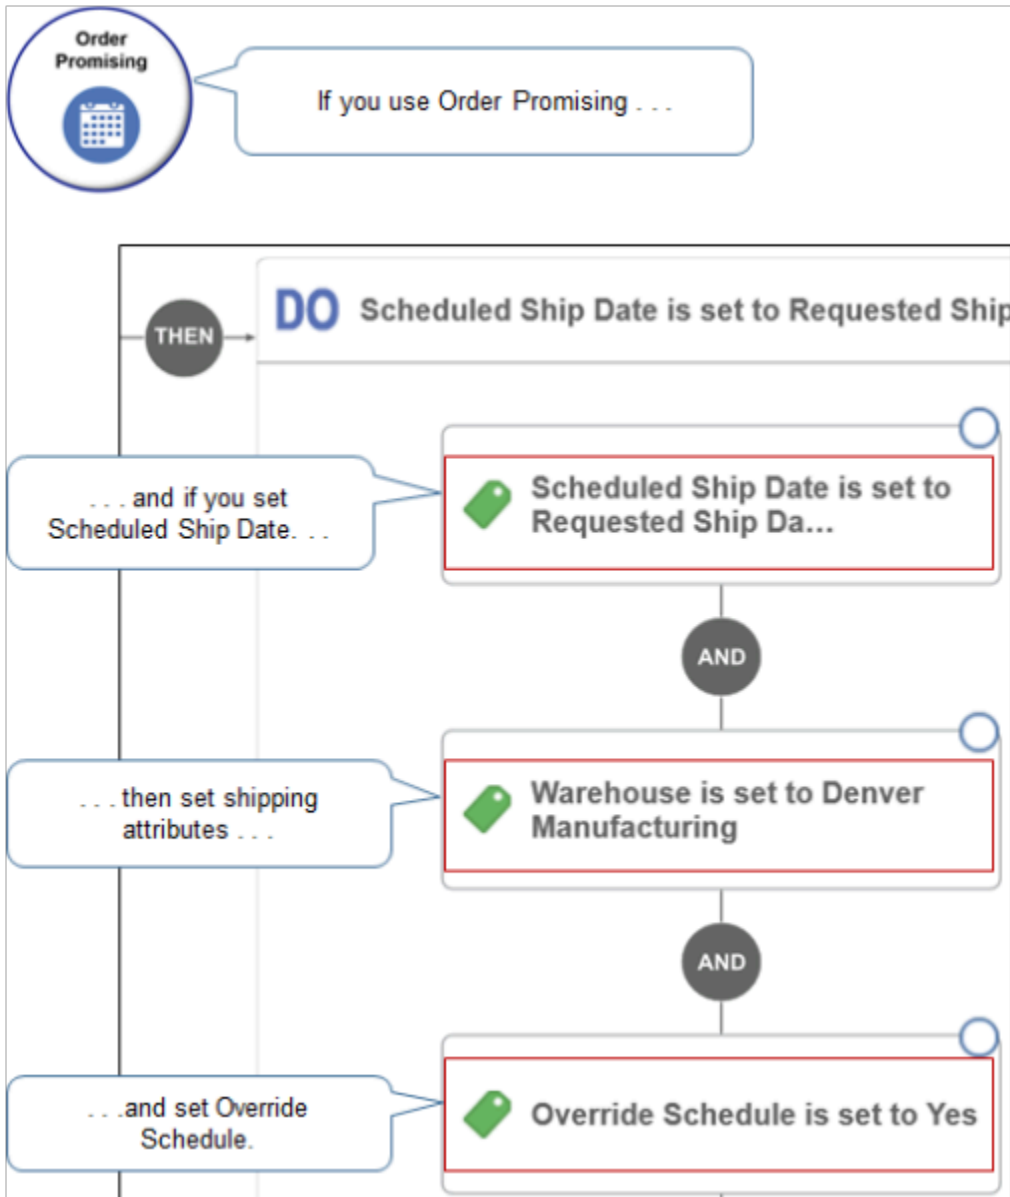 Order
Promising
If you use Order Promising . . .
THEN
DO Scheduled Ship Date is set to Requested Ship
. . . and if you set
Scheduled Ship Date. . .
Scheduled Ship Date is set to
Requested Ship Da...
AND
. . . then set shipping
attributes . . .
Warehouse is set to Denver
Manufacturing
AND
. . .and set Override
Schedule.
Override Schedule is set to Yes